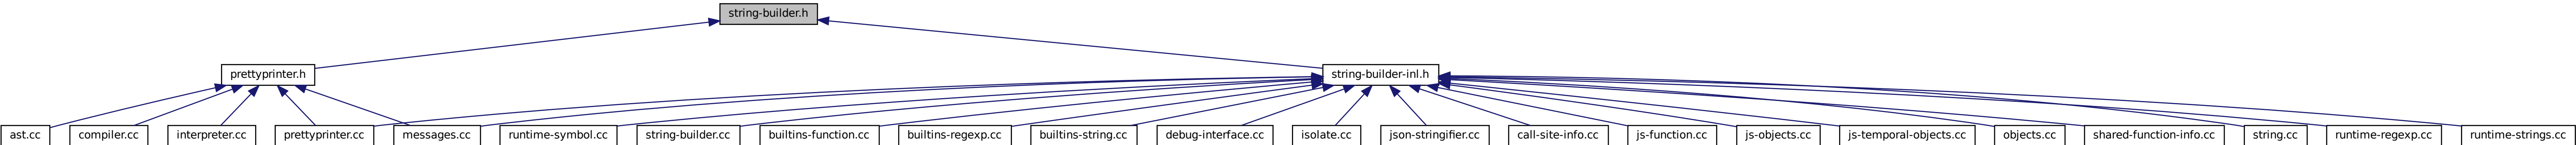 string-builder.h
prettyprinter.h
string-builder-inl.h
ast.cc
compiler.cc
interpreter.cc
prettyprinter.cc
messages.cc
runtime-symbol.cc
string-builder.cc
builtins-function.cc
builtins-regexp.cc
builtins-string.cc
debug-interface.cc
isolate.cc
json-stringifier.cc
call-site-info.cc
js-function.cc
js-objects.cc
js-temporal-objects.cc
objects.cc
shared-function-info.cc
string.cc
runtime-regexp.cc
runtime-strings.cc